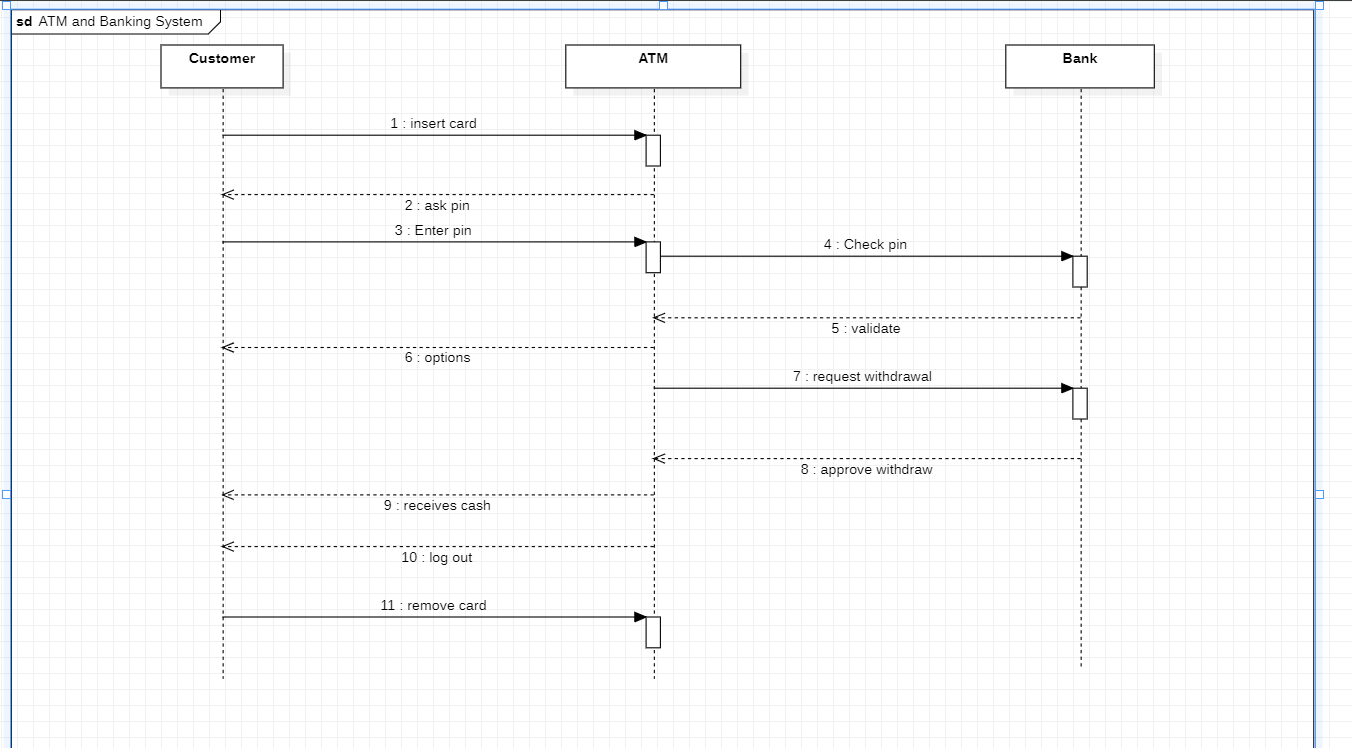 sd ATM and Banking System
Customer
ATM
Bank
1 : insert card
2 : ask pin
3 : Enter pin
4 : Check pin
5 : validate
6 : options
7 : request withdrawal
8 : approve withdraw
9 : receives cash
10 : log out
11 : remove card